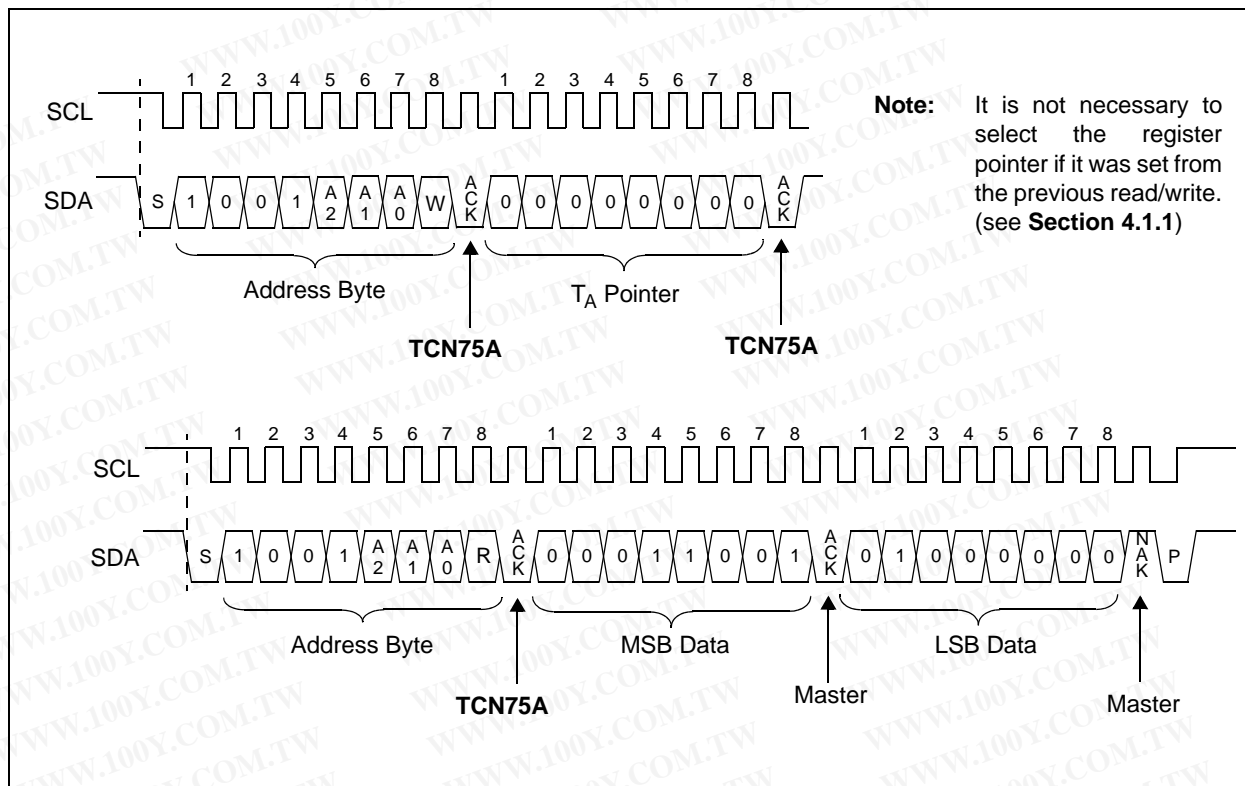 1 2 3 4 5 6 7 8 1 2 3 4 5 6 7 8
SCL
SDA S 1 0 0 1 A2 A1 A0 W ACK 0 0 0 0 0 0 0 0 ACK
Address Byte TA Pointer
TCN75A TCN75A
Note: It is not necessary to
select the register
pointer if it was set from
the previous read/write.
(see Section 4.1.1)
1 2 3 4 5 6 7 8 1 2 3 4 5 6 7 8 1 2 3 4 5 6 7 8
SCL
SDA S 1 0 0 1 A2 A1 A0 R ACK 0 0 0 1 1 0 0 1 ACK 0 1 0 0 0 0 0 0 NAK P
Address Byte MSB Data LSB Data
TCN75A Master Master
WWW.100Y.COM.TW